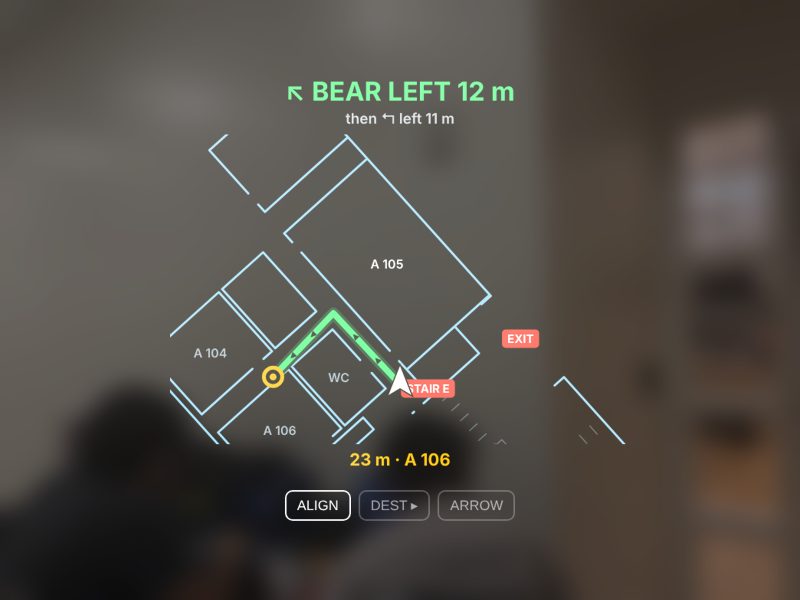 ↖ BEAR LEFT 12 m
then ↰ left 11 m
A 105
EXIT
A 104
WC
STAIR E
A 106
23 m · A 106
ALIGN
DEST ▸
ARROW